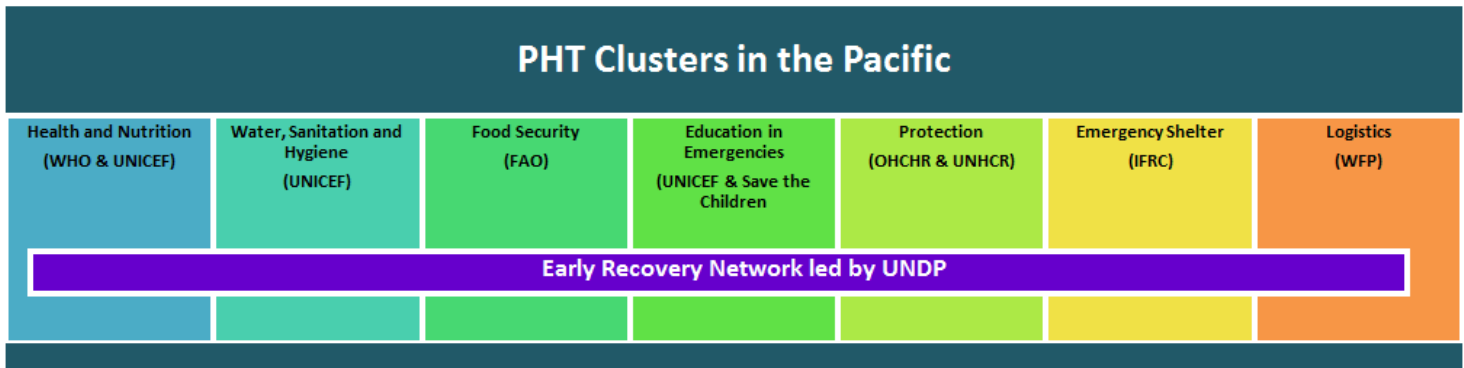 PHT Clusters in the Pacific
Health and Nutrition
(WHO & UNICEF)
Water, Sanitation and
Hygiene
(UNICEF)
Food Security
(FAO)
Education in
Emergencies
(UNICEF & Save the
Children
Protection
(OHCHR & UNHCR)
Emergency Shelter
(IFRC)
Logistics
(WFP)
Early Recovery Network led by UNDP